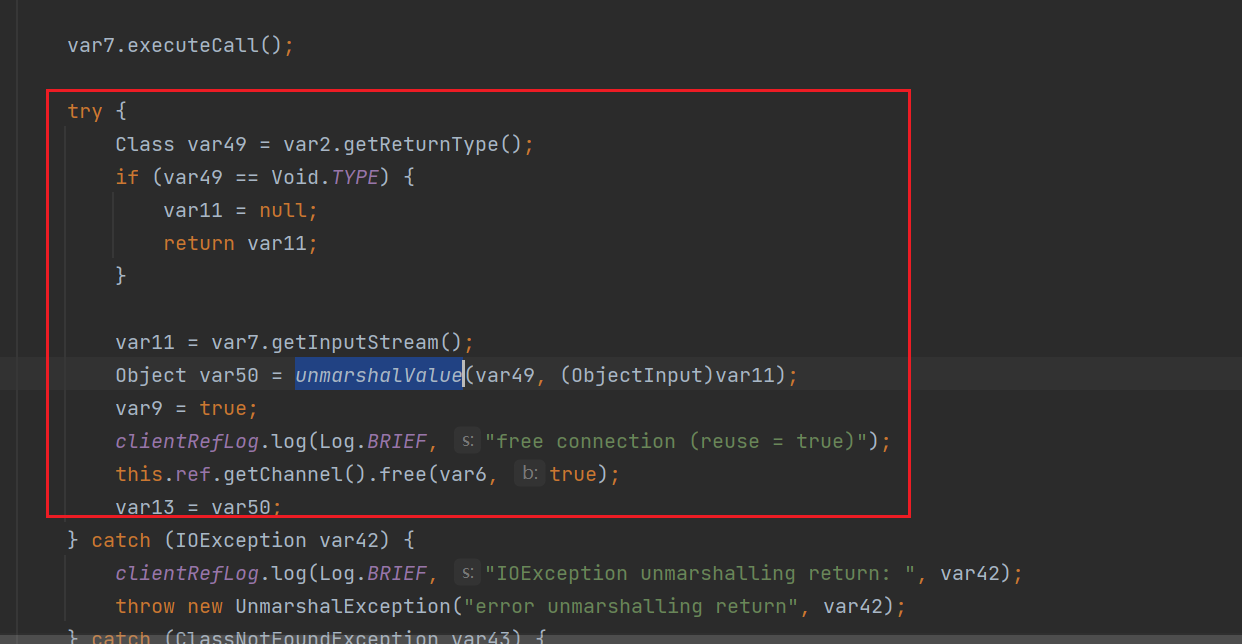 var7.executeCall();
try {
Class var49 = var2.getReturnType();
if (var49 == Void.TYPE) {
var11 = null;
return var11;
}
var11 = var7.getInputStream();
Object var50 = unmarshalValue(var49, (ObjectInput)var11);
var9 = true;
clientRefLog.log(Log.BRIEF, s: "free connection (reuse = true)");
this.ref.getChannel().free(var6, b: true);
var13 = var50;
} catch (IOException var42) {
clientRefLog.log(Log.BRIEF, s: "IOException unmarshalling return: ", var42);
throw new UnmarshalException("error unmarshalling return", var42);
} catch (ClassNotFoundException var43) {